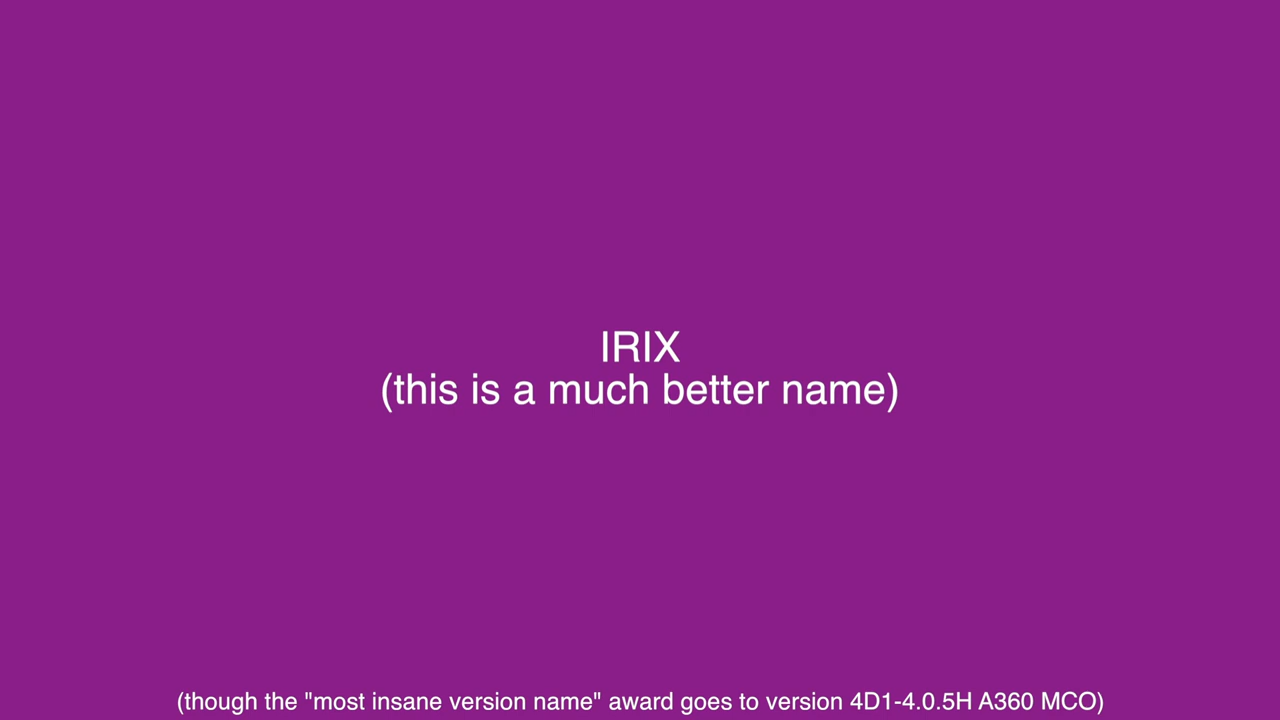 IRIX
(this is a much better name)
(though the "most insane version name" award goes to version 4D1-4.0.5H A360 MCO)